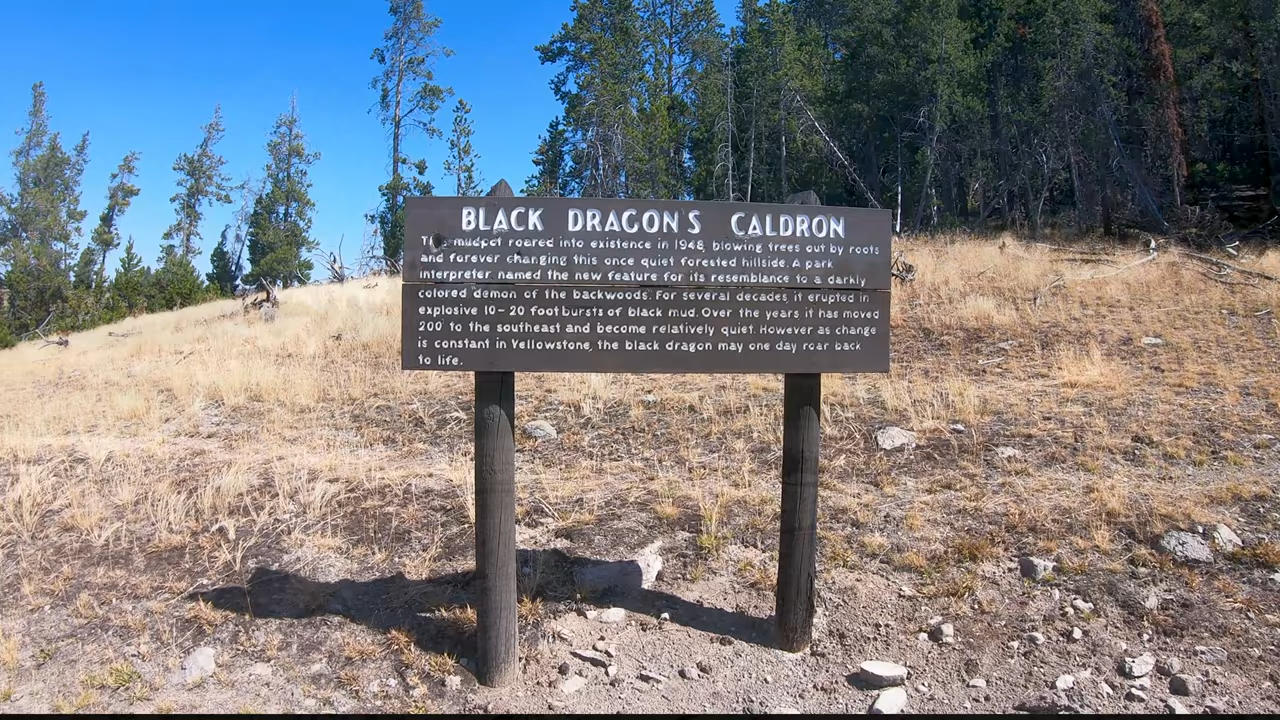 BLACK DRAGON'S CALDRON
This mudpot roared into existence in 1948, blowing trees out by roots
and forever changing this once quiet forested hillside. A park
interpreter named the new feature for its resemblance to a darkly
colored demon of the backwoods. For several decades, it erupted in
explosive 10-20 foot bursts of black mud. Over the years it has moved
200' to the southeast and become relatively quiet. However as change
is constant in Yellowstone, the black dragon may one day roar back
to life.